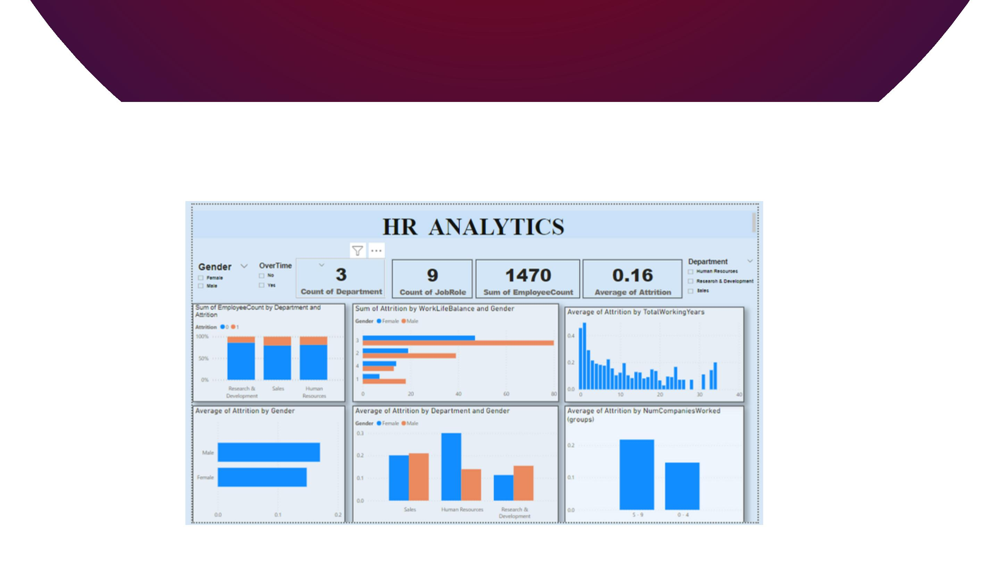 HR ANALYTICS
Gender
Female
Male
OverTime
No
Yes
3
Count of Department
9
Count of JobRole
1470
Sum of EmployeeCount
0.16
Average of Attrition
Department
Human Resources
Research & Development
Sales
Sum of EmployeeCount by Department and
Attrition
Attrition 0 1
100%
50%
0%
Research &
Development
Sales
Human
Resources
Sum of Attrition by WorkLifeBalance and Gender
Gender Female Male
3
2
4
1
0 20 40 60 80
Average of Attrition by TotalWorkingYears
0.4
0.2
0.0
0 10 20 30 40
Average of Attrition by Gender
Male
Female
0.0 0.1 0.2
Average of Attrition by Department and Gender
Gender Female Male
0.3
0.2
0.1
0.0
Sales
Human Resources
Research &
Development
Average of Attrition by NumCompaniesWorked
(groups)
0.2
0.1
0.0
5 - 9 0 - 4